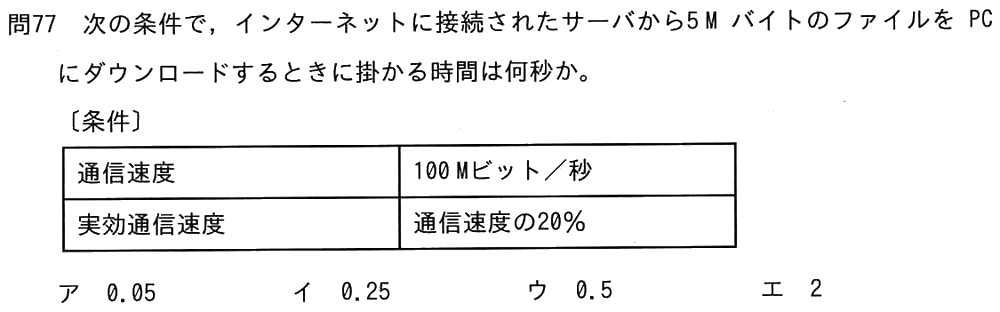 問77 次の条件で，インターネットに接続されたサーバから5M バイトのファイルを PC
にダウンロードするときに掛かる時間は何秒か。
〔条件〕
通信速度 100Mビット／秒
実効通信速度 通信速度の20%
ア 0.05 イ 0.25 ウ 0.5 エ 2